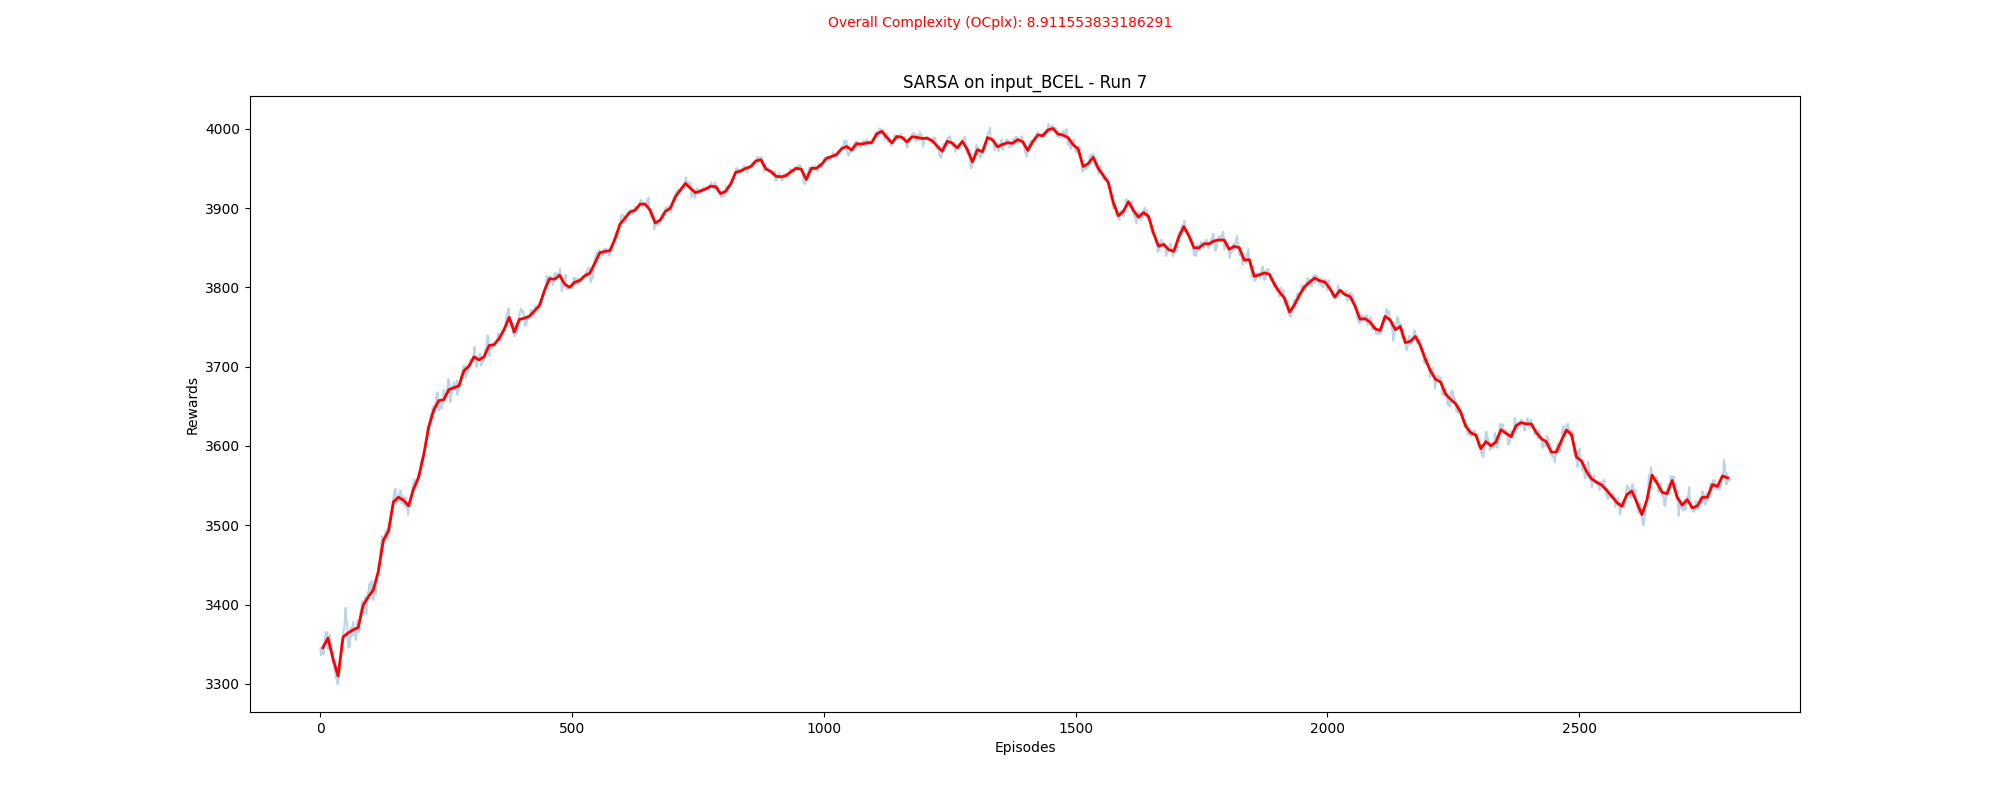 Overall Complexity (OCplx): 8.911553833186291
SARSA on input_BCEL - Run 7
4000
3900
3800
3700
3600
3500
3400
3300
Rewards
0 500 1000 1500 2000 2500
Episodes